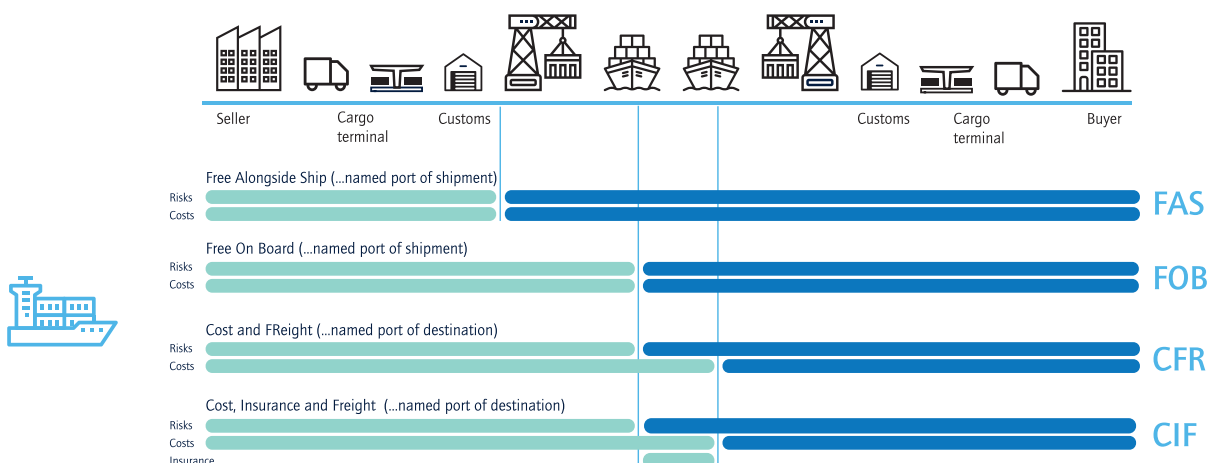 Seller
Cargo
terminal
Customs
Customs
Cargo
terminal
Buyer
Free Alongside Ship (...named port of shipment)
Risks
Costs
FAS
Free On Board (...named port of shipment)
Risks
Costs
FOB
Cost and FReight (...named port of destination)
Risks
Costs
CFR
Cost, Insurance and Freight (...named port of destination)
Risks
Costs
CIF
Insurance